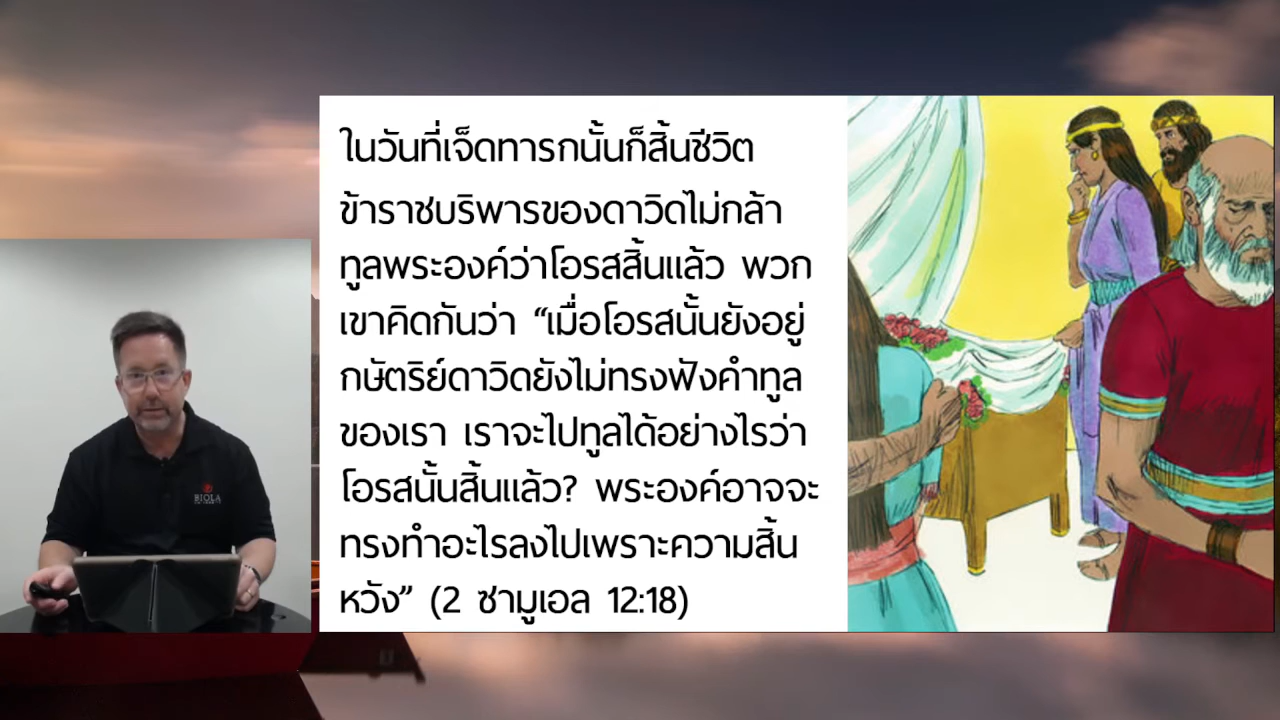 ในวันที่เจ็ดทารกนั้นก็สิ้นชีวิต
ข้าราชบริพารของดาวิดไม่กล้า
ทูลพระองค์ว่าโอรสสิ้นแล้ว พวก
เขาคิดกันว่า “เมื่อโอรสนั้นยังอยู่
กษัตริย์ดาวิดยังไม่ทรงฟังคำทูล
ของเรา เราจะไปทูลได้อย่างไรว่า
โอรสนั้นสิ้นแล้ว? พระองค์อาจจะ
ทรงทำอะไรลงไปเพราะความสิ้น
หวัง” (2 ซามูเอล 12:18)
BIOLA